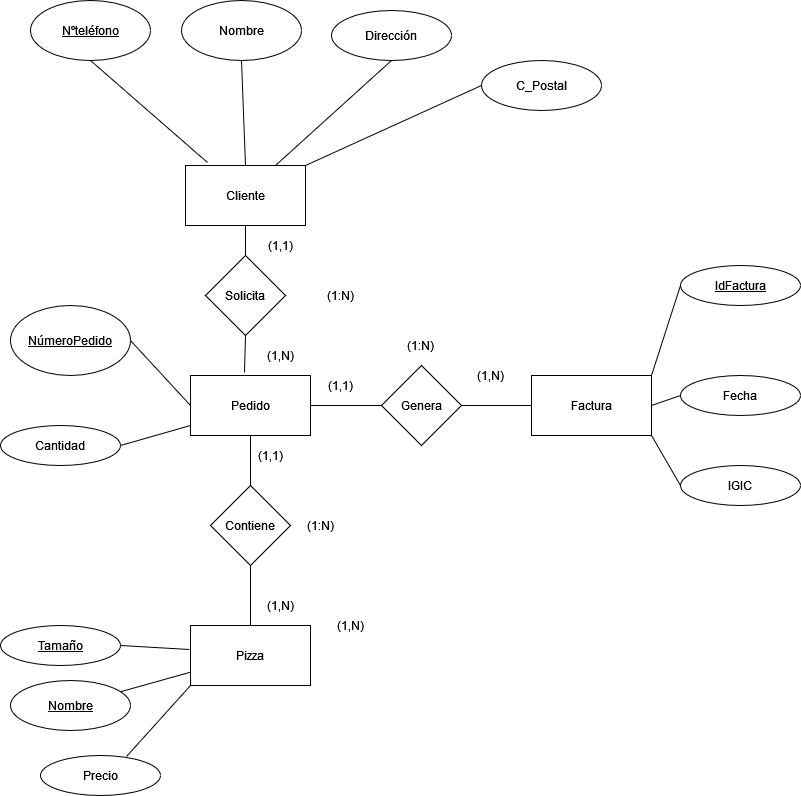 Nºteléfono
Nombre
Dirección
C_Postal
Cliente
(1,1)
Solicita
(1:N)
IdFactura
NúmeroPedido
(1,N)
(1:N)
(1,1)
(1,N)
Pedido
Genera
Factura
Fecha
Cantidad
(1,1)
IGIC
Contiene
(1:N)
(1,N)
(1,N)
Tamaño
Pizza
Nombre
Precio